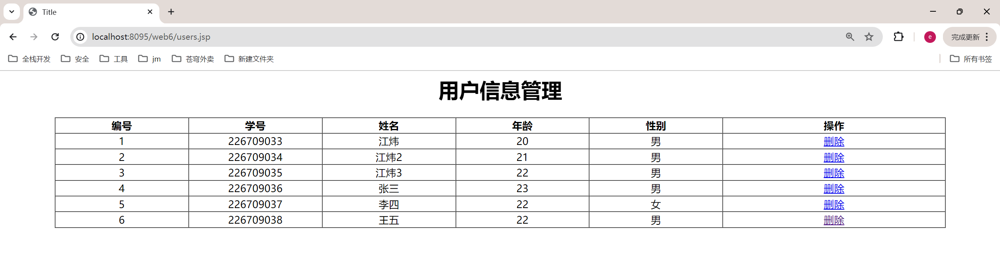 Title
localhost:8095/web6/users.jsp
e
完成更新
全栈开发 安全 工具 jm 苍穹外卖 新建文件夹 所有书签
用户信息管理
编号 学号 姓名 年龄 性别 操作
1 226709033 江炜 20 男 删除
2 226709034 江炜2 21 男 删除
3 226709035 江炜3 22 男 删除
4 226709036 张三 23 男 删除
5 226709037 李四 22 女 删除
6 226709038 王五 22 男 删除